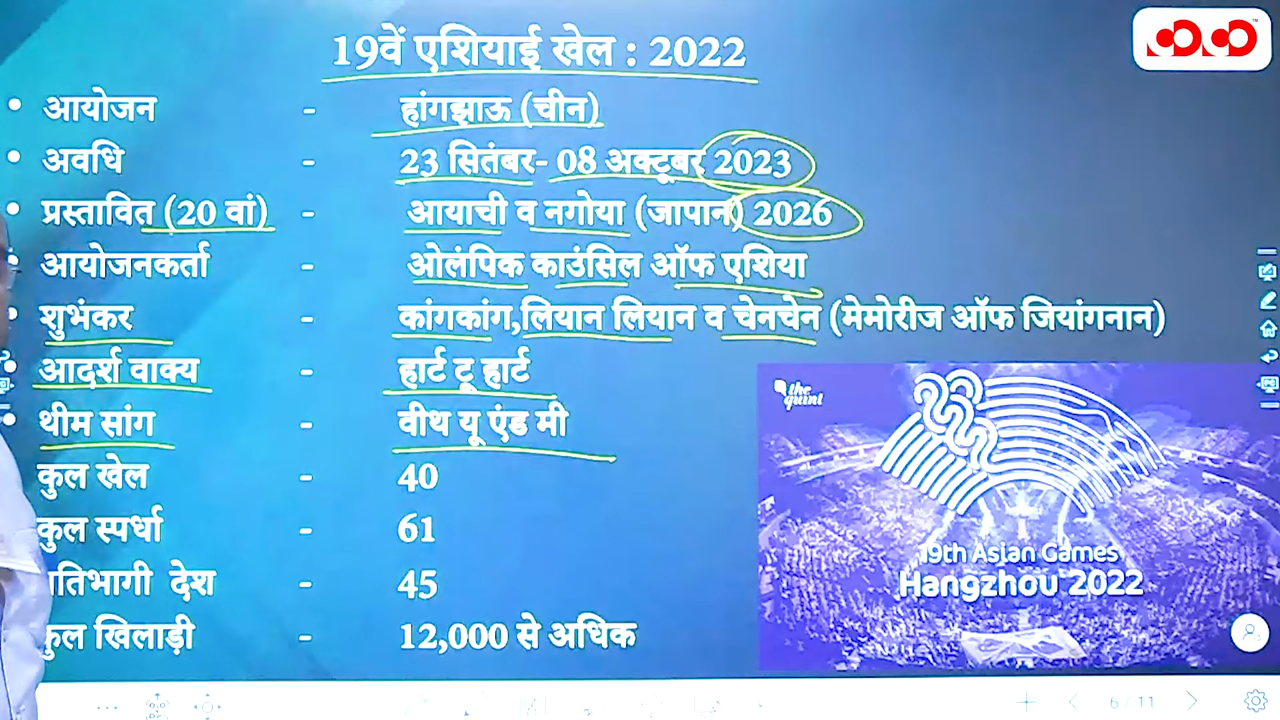 19वें एशियाई खेल : 2022
• आयोजन - हांगझाऊ (चीन)
• अवधि - 23 सितंबर- 08 अक्टूबर 2023
• प्रस्तावित (20 वां) - आयाची व नगोया (जापान) 2026
• आयोजनकर्ता - ओलंपिक काउंसिल ऑफ एशिया
• शुभंकर - कांगकांग,लियान लियान व चेनचेन (मेमोरीज ऑफ जियांगनान)
• आदर्श वाक्य - हार्ट टू हार्ट
• थीम सांग - वीथ यू एंड मी
कुल खेल - 40
कुल स्पर्धा - 61
तिभागी देश - 45
कुल खिलाड़ी - 12,000 से अधिक
the
quint
19th Asian Games
Hangzhou 2022
6 / 11